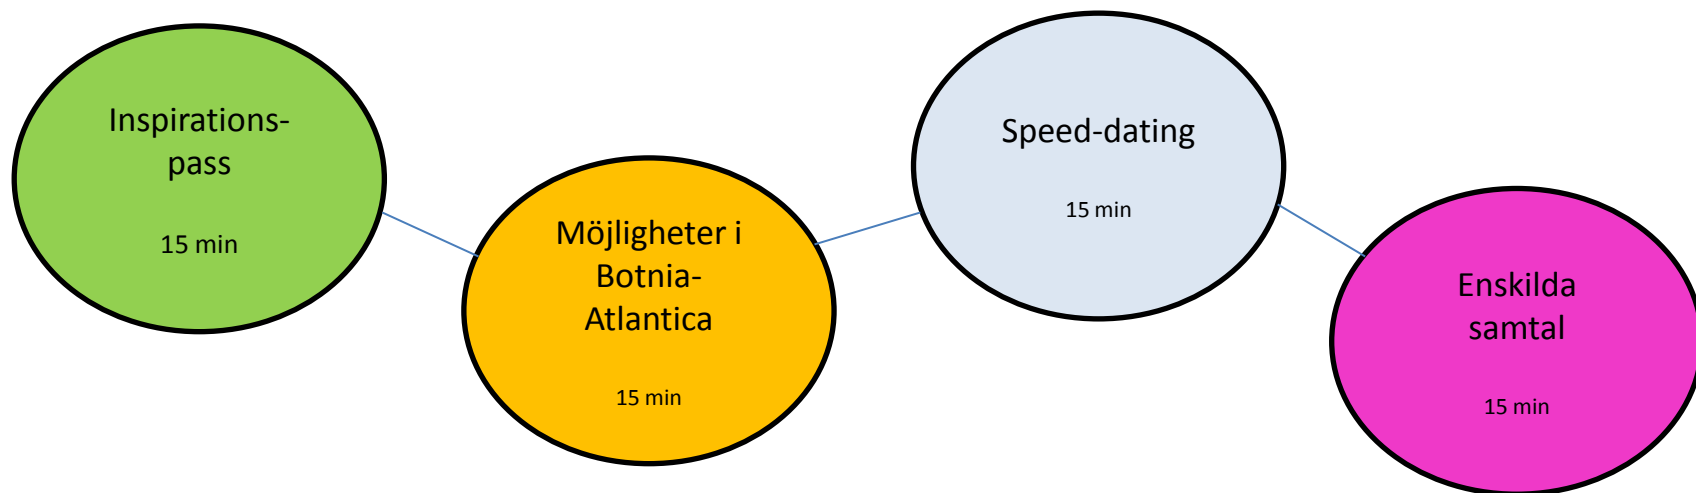 Inspirations-
pass
15 min
Möjligheter i
Botnia-
Atlantica
15 min
Speed-dating
15 min
Enskilda
samtal
15 min